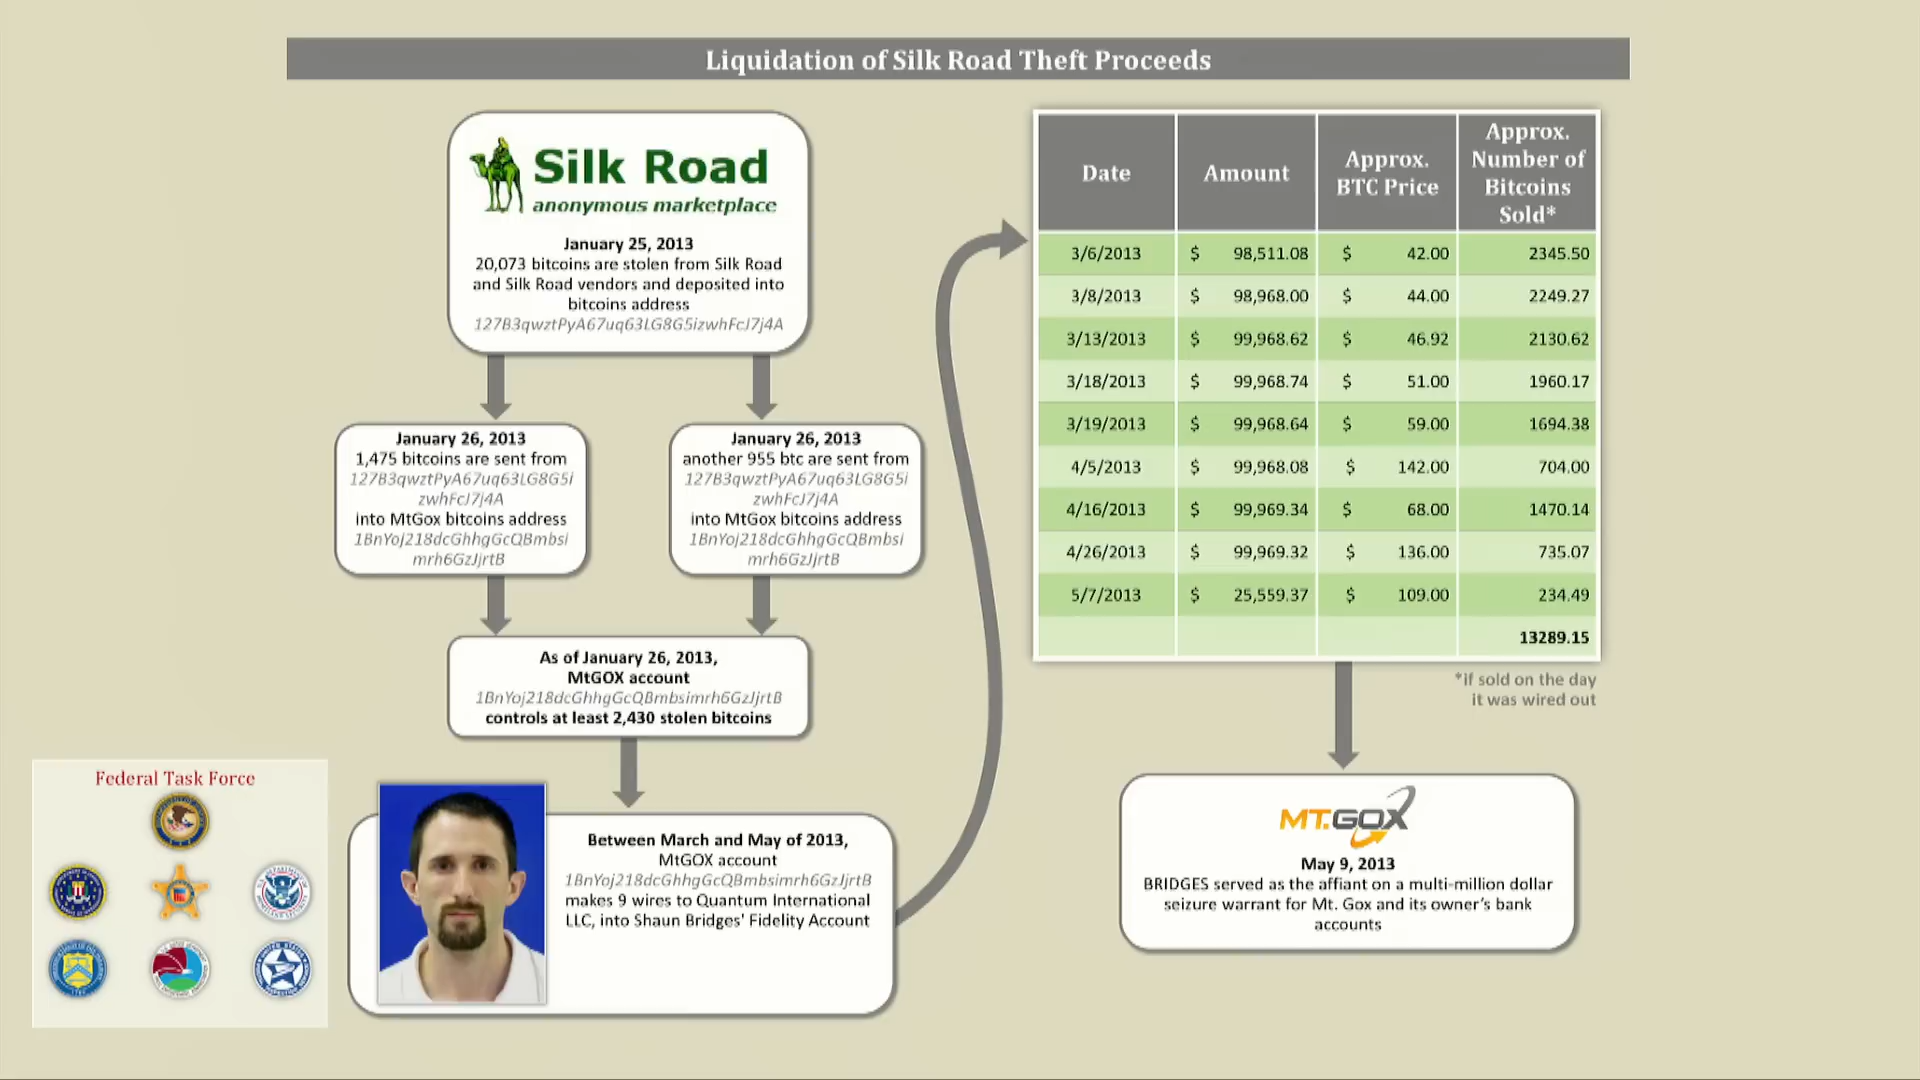 Liquidation of Silk Road Theft Proceeds
Silk Road
anonymous marketplace
January 25, 2013
20,073 bitcoins are stolen from Silk Road
and Silk Road vendors and deposited into
bitcoins address
127B3qwztPyA67uq63LG8G5izwhFcJ7j4A
January 26, 2013
1,475 bitcoins are sent from
127B3qwztPyA67uq63LG8G5i
zwhFcJ7j4A
into MtGox bitcoins address
1BnYoj218dcGhhgGcQBmbsi
mrh6GzJjrtB
January 26, 2013
another 955 btc are sent from
127B3qwztPyA67uq63LG8G5i
zwhFcJ7j4A
into MtGox bitcoins address
1BnYoj218dcGhhgGcQBmbsi
mrh6GzJjrtB
As of January 26, 2013,
MtGOX account
1BnYoj218dcGhhgGcQBmbsimrh6GzJjrtB
controls at least 2,430 stolen bitcoins
Between March and May of 2013,
MtGOX account
1BnYoj218dcGhhgGcQBmbsimrh6GzJjrtB
makes 9 wires to Quantum International
LLC, into Shaun Bridges' Fidelity Account
Federal Task Force
Date Amount Approx. BTC Price Approx. Number of Bitcoins Sold*
3/6/2013 $ 98,511.08 $ 42.00 2345.50
3/8/2013 $ 98,968.00 $ 44.00 2249.27
3/13/2013 $ 99,968.62 $ 46.92 2130.62
3/18/2013 $ 99,968.74 $ 51.00 1960.17
3/19/2013 $ 99,968.64 $ 59.00 1694.38
4/5/2013 $ 99,968.08 $ 142.00 704.00
4/16/2013 $ 99,969.34 $ 68.00 1470.14
4/26/2013 $ 99,969.32 $ 136.00 735.07
5/7/2013 $ 25,559.37 $ 109.00 234.49
13289.15
*if sold on the day
it was wired out
MT.GOX
May 9, 2013
BRIDGES served as the affiant on a multi-million dollar
seizure warrant for Mt. Gox and its owner's bank
accounts